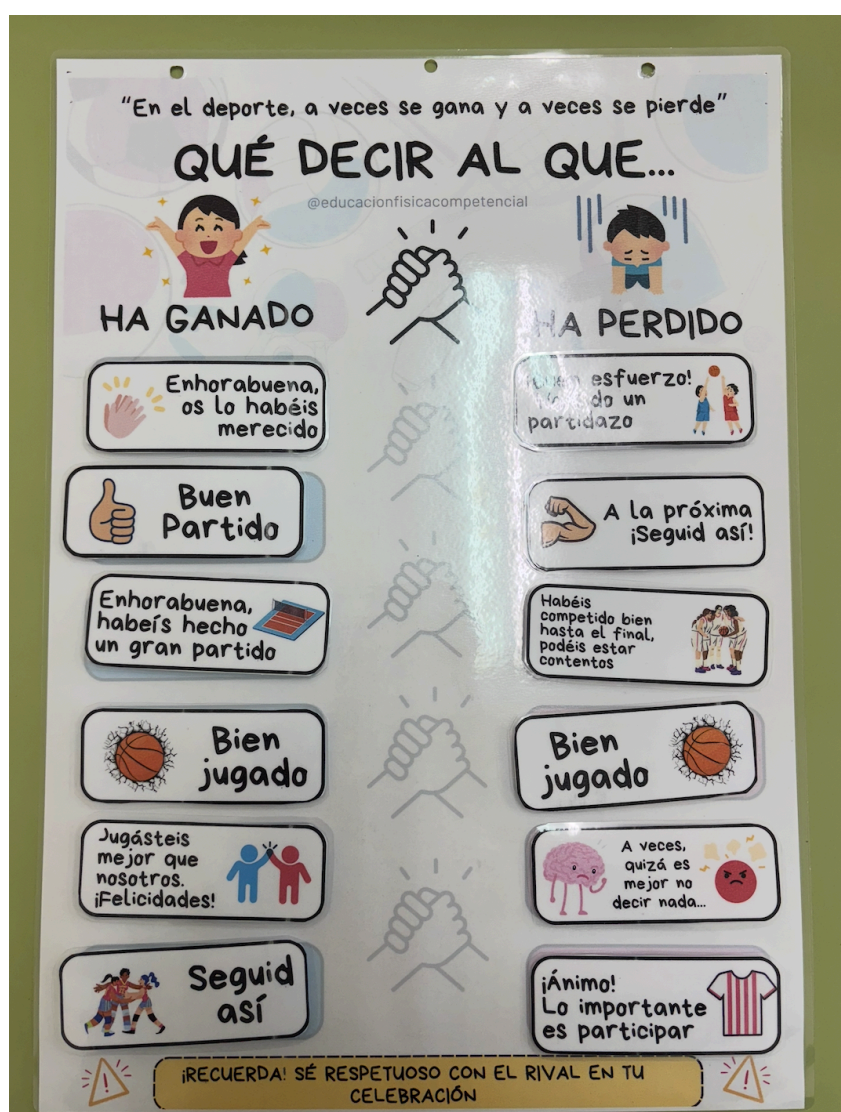 "En el deporte, a veces se gana y a veces se pierde"
QUÉ DECIR AL QUE...
@educacionfisicacompetencial
HA GANADO
Enhorabuena,
os lo habéis
merecido
Buen
Partido
Enhorabuena,
habeís hecho
un gran partido
Bien
jugado
Jugásteis
mejor que
nosotros.
¡Felicidades!
Seguid
así
HA PERDIDO
esfuerzo!
un
partidazo
A la próxima
¡Seguid así!
Habéis
competido bien
hasta el final,
podéis estar
contentos
Bien
jugado
A veces,
quizá es
mejor no
decir nada...
¡Ánimo!
Lo importante
es participar
¡RECUERDA! SÉ RESPETUOSO CON EL RIVAL EN TU
CELEBRACIÓN